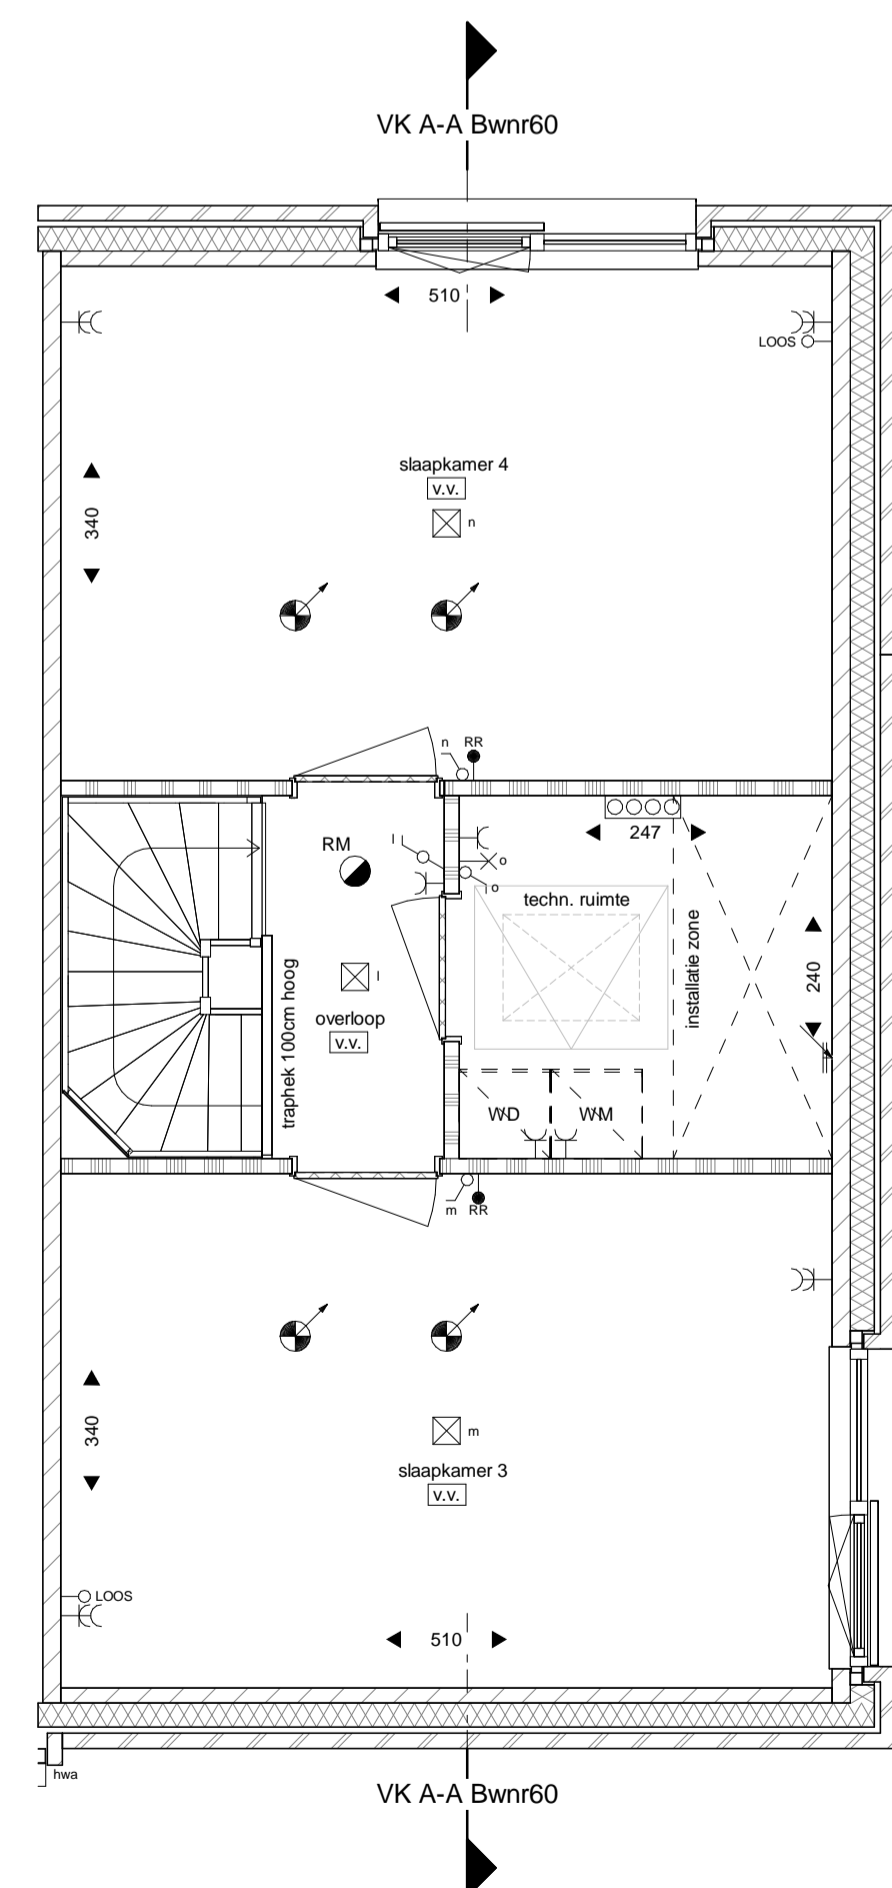 VK A-A Bwnr60
510
LOOS
slaapkamer 4
v.v.
n
340
n RR
247
RM
l
o
o
techn. ruimte
installatie zone
240
l
overloop
v.v.
traphek 100cm hoog
WD WM
m RR
340
m
slaapkamer 3
v.v.
LOOS
510
hwa
VK A-A Bwnr60